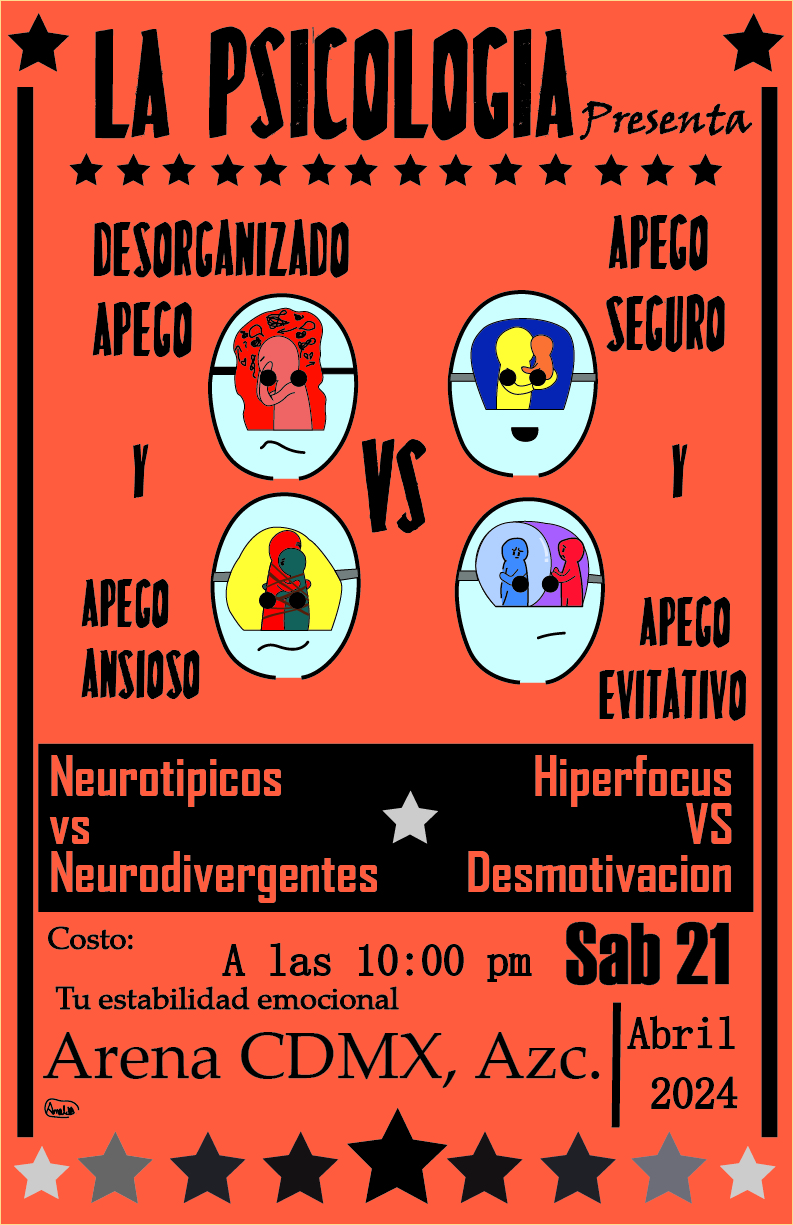 LA PSICOLOGIA Presenta
DESORGANIZADO
APEGO
Y
APEGO
ANSIOSO
VS
APEGO
SEGURO
Y
APEGO
EVITATIVO
Neurotipicos
vs
Neurodivergentes
Hiperfocus
VS
Desmotivacion
Costo:
A las 10:00 pm
Tu estabilidad emocional
Sab 21
Abril
2024
Arena CDMX, Azc.